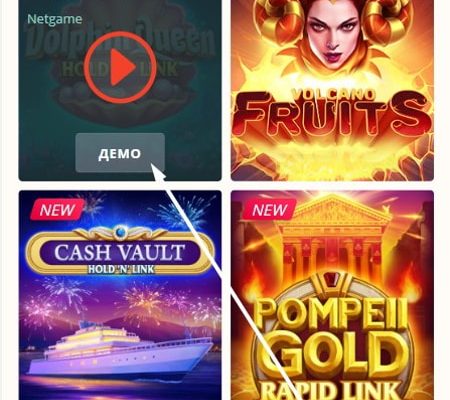 Netgame
Dolphin Queen
HOLD 'N' LINK
ДЕМО
VOLCANO
FRUITS
NEW
CASH VAULT
HOLD 'N' LINK
NEW
POMPEII
GOLD
RAPID LINK